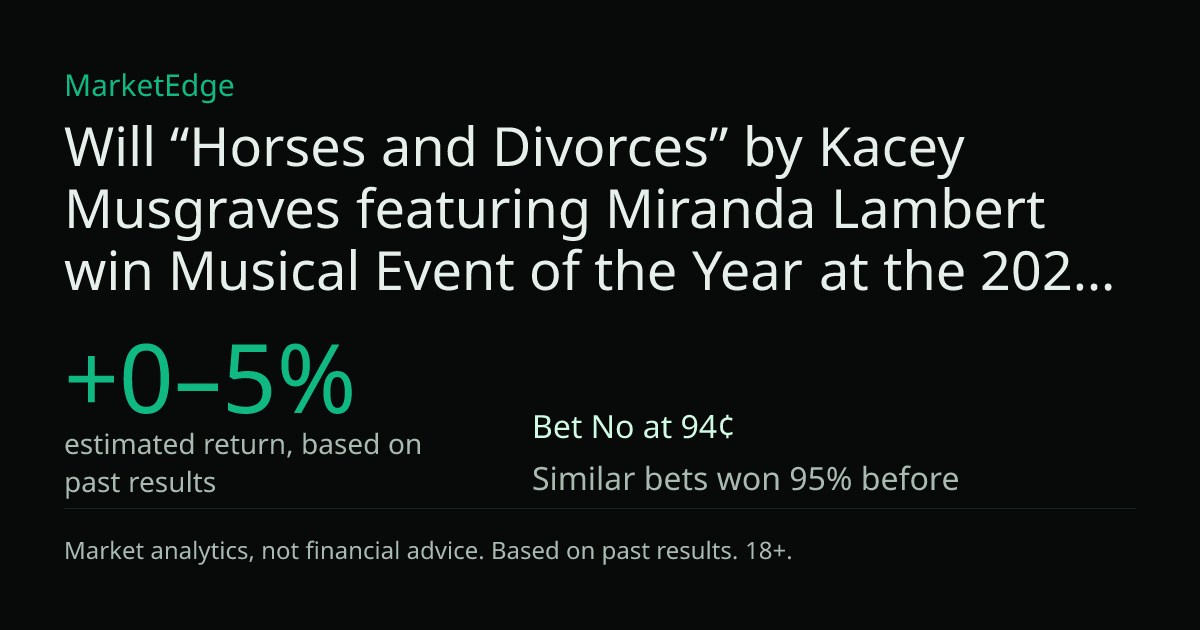 MarketEdge
Will “Horses and Divorces” by Kacey
Musgraves featuring Miranda Lambert
win Musical Event of the Year at the 202...
+0–5%
estimated return, based on
past results
Bet No at 94¢
Similar bets won 95% before
Market analytics, not financial advice. Based on past results. 18+.